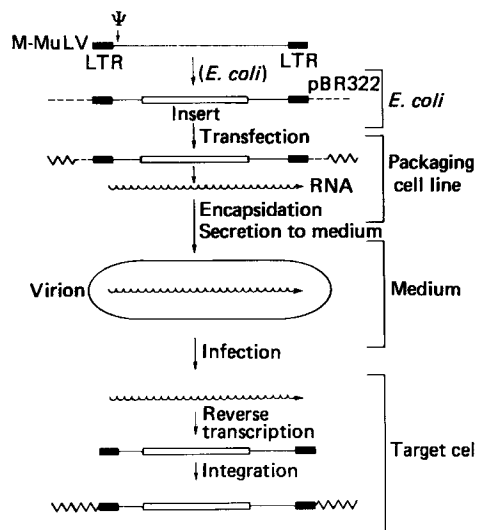 Ψ
M-MuLV
LTR LTR
(E. coli) pBR322
Insert E. coli
Transfection
RNA Packaging
cell line
Encapsidation
Secretion to medium
Virion Medium
Infection
Reverse
transcription Target cel
Integration